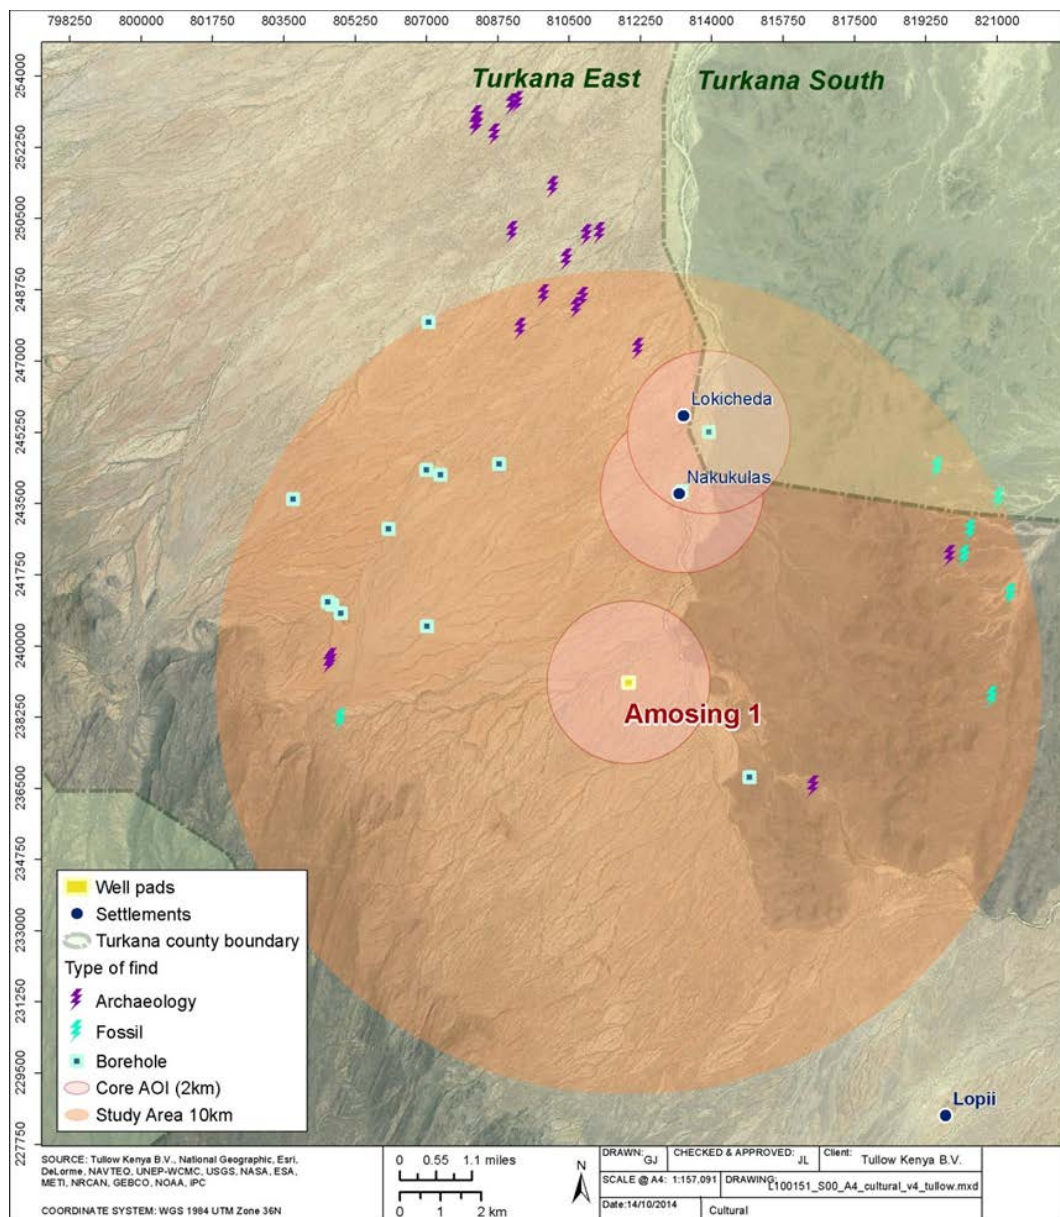 798250 800000 801750 803500 805250 807000 808750 810500 812250 814000 815750 817500 819250 821000
254000
252250
250500
248750
247000
245250
243500
241750
240000
238250
236500
234750
233000
231250
229500
227750
Turkana East
Turkana South
Lokicheda
Nakukulas
Amosing 1
Lopii
Well pads
Settlements
Turkana county boundary
Type of find
Archaeology
Fossil
Borehole
Core AOI (2km)
Study Area 10km
SOURCE: Tullow Kenya B.V., National Geographic, Esri,
DeLorme, NAVTEQ, UNEP-WCMC, USGS, NASA, ESA,
METI, NRCAN, GEBCO, NOAA, iPC
COORDINATE SYSTEM: WGS 1984 UTM Zone 36N
0 0.55 1.1 miles
0 1 2 km
N
DRAWN: GJ
CHECKED & APPROVED: JL
Client: Tullow Kenya B.V.
SCALE @ A4: 1:157,091
DRAWING: L100151_S00_A4_cultural_v4_tullow.mxd
Date:14/10/2014
Cultural